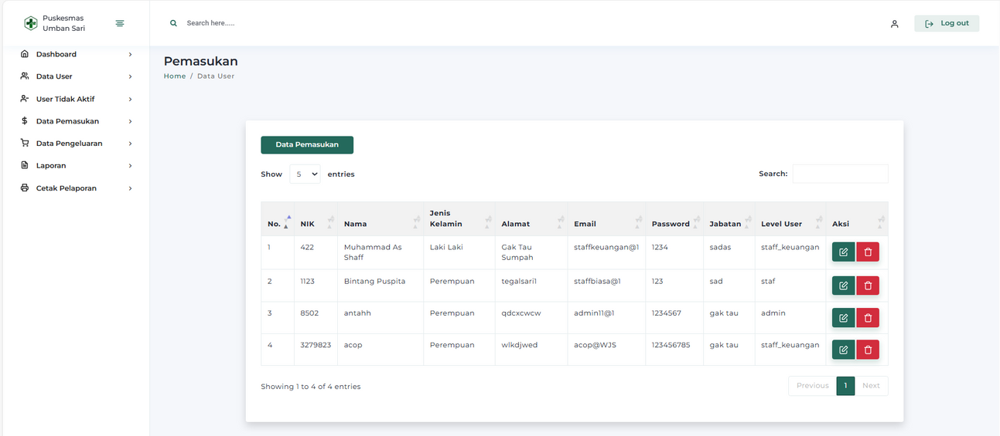 Puskesmas
Umban Sari
Search here.....
Log out
Dashboard
Data User
User Tidak Aktif
Data Pemasukan
Data Pengeluaran
Laporan
Cetak Pelaporan
Pemasukan
Home / Data User
Data Pemasukan
Show 5 entries
Search:
No. NIK Nama Jenis Kelamin Alamat Email Password Jabatan Level User Aksi
1 422 Muhammad As Shaff Laki Laki Gak Tau Sumpah staffkeuangan@1 1234 sadas staff_keuangan
2 1123 Bintang Puspita Perempuan tegalsari1 staffbiasa@1 123 sad staf
3 8502 antahh Perempuan qdcxcwcw admin11@1 1234567 gak tau admin
4 3279823 acop Perempuan wlkdjwed acop@WJS 123456785 gak tau staff_keuangan
Showing 1 to 4 of 4 entries
Previous 1 Next